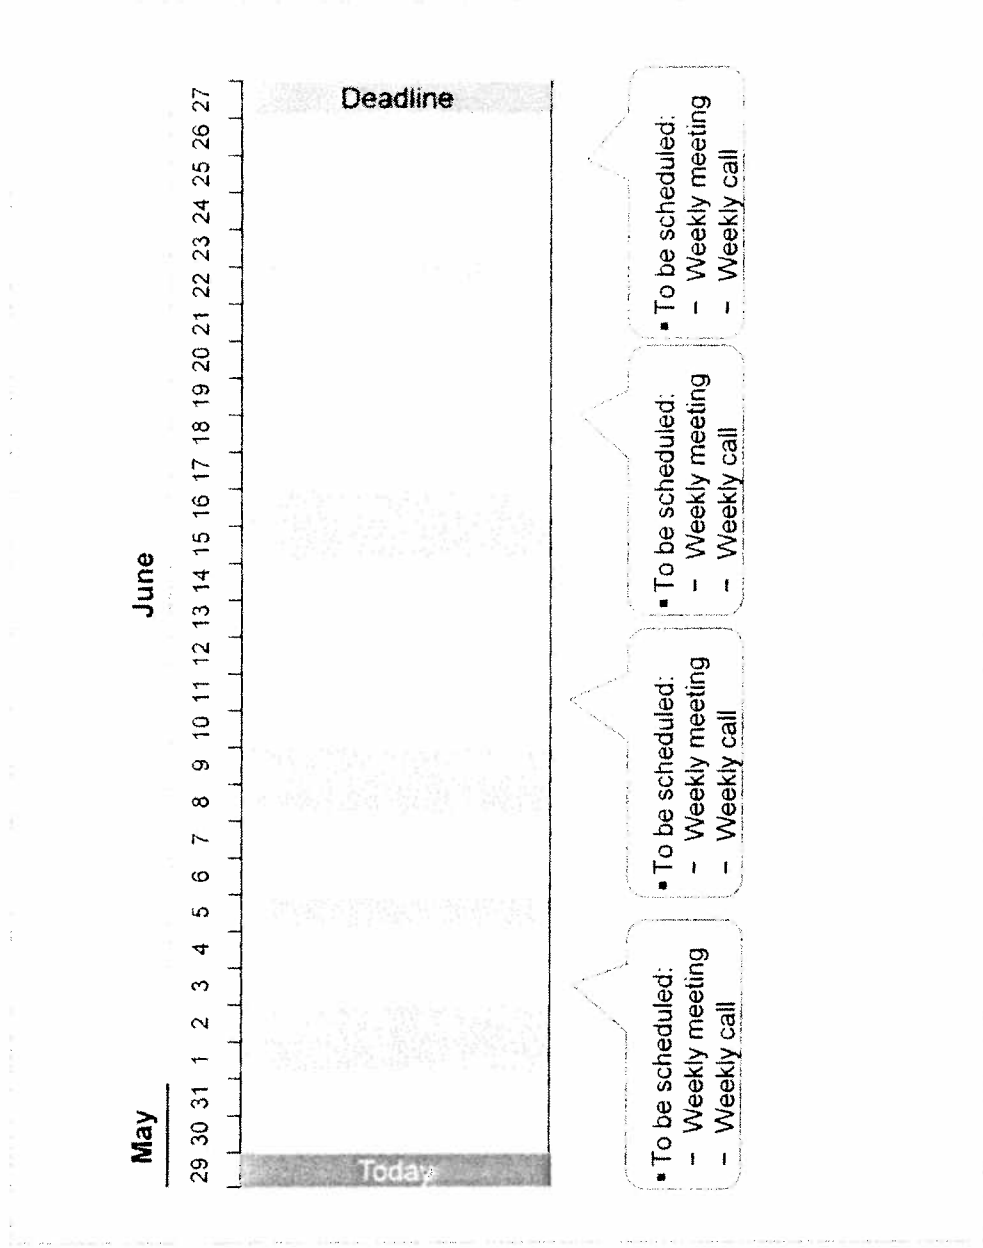 May
June
29 30 31 1 2 3 4 5 6 7 8 9 10 11 12 13 14 15 16 17 18 19 20 21 22 23 24 25 26 27
Today
Deadline
▪ To be scheduled:
– Weekly meeting
– Weekly call
▪ To be scheduled:
– Weekly meeting
– Weekly call
▪ To be scheduled:
– Weekly meeting
– Weekly call
▪ To be scheduled:
– Weekly meeting
– Weekly call